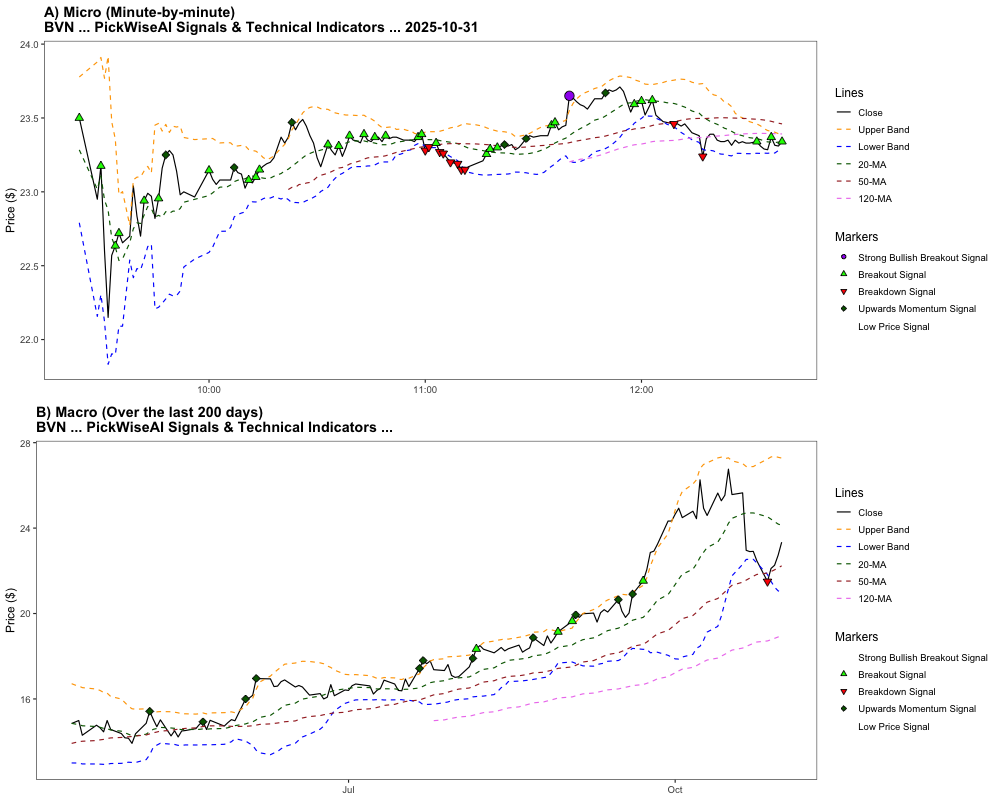 A) Micro (Minute-by-minute)
BVN ... PickWiseAI Signals & Technical Indicators ... 2025-10-31
24.0
23.5
23.0
22.5
22.0
Price ($)
10:00
11:00
12:00
Lines
Close
Upper Band
Lower Band
20-MA
50-MA
120-MA
Markers
Strong Bullish Breakout Signal
Breakout Signal
Breakdown Signal
Upwards Momentum Signal
Low Price Signal
B) Macro (Over the last 200 days)
BVN ... PickWiseAI Signals & Technical Indicators ...
28
24
20
16
Price ($)
Jul
Oct
Lines
Close
Upper Band
Lower Band
20-MA
50-MA
120-MA
Markers
Strong Bullish Breakout Signal
Breakout Signal
Breakdown Signal
Upwards Momentum Signal
Low Price Signal